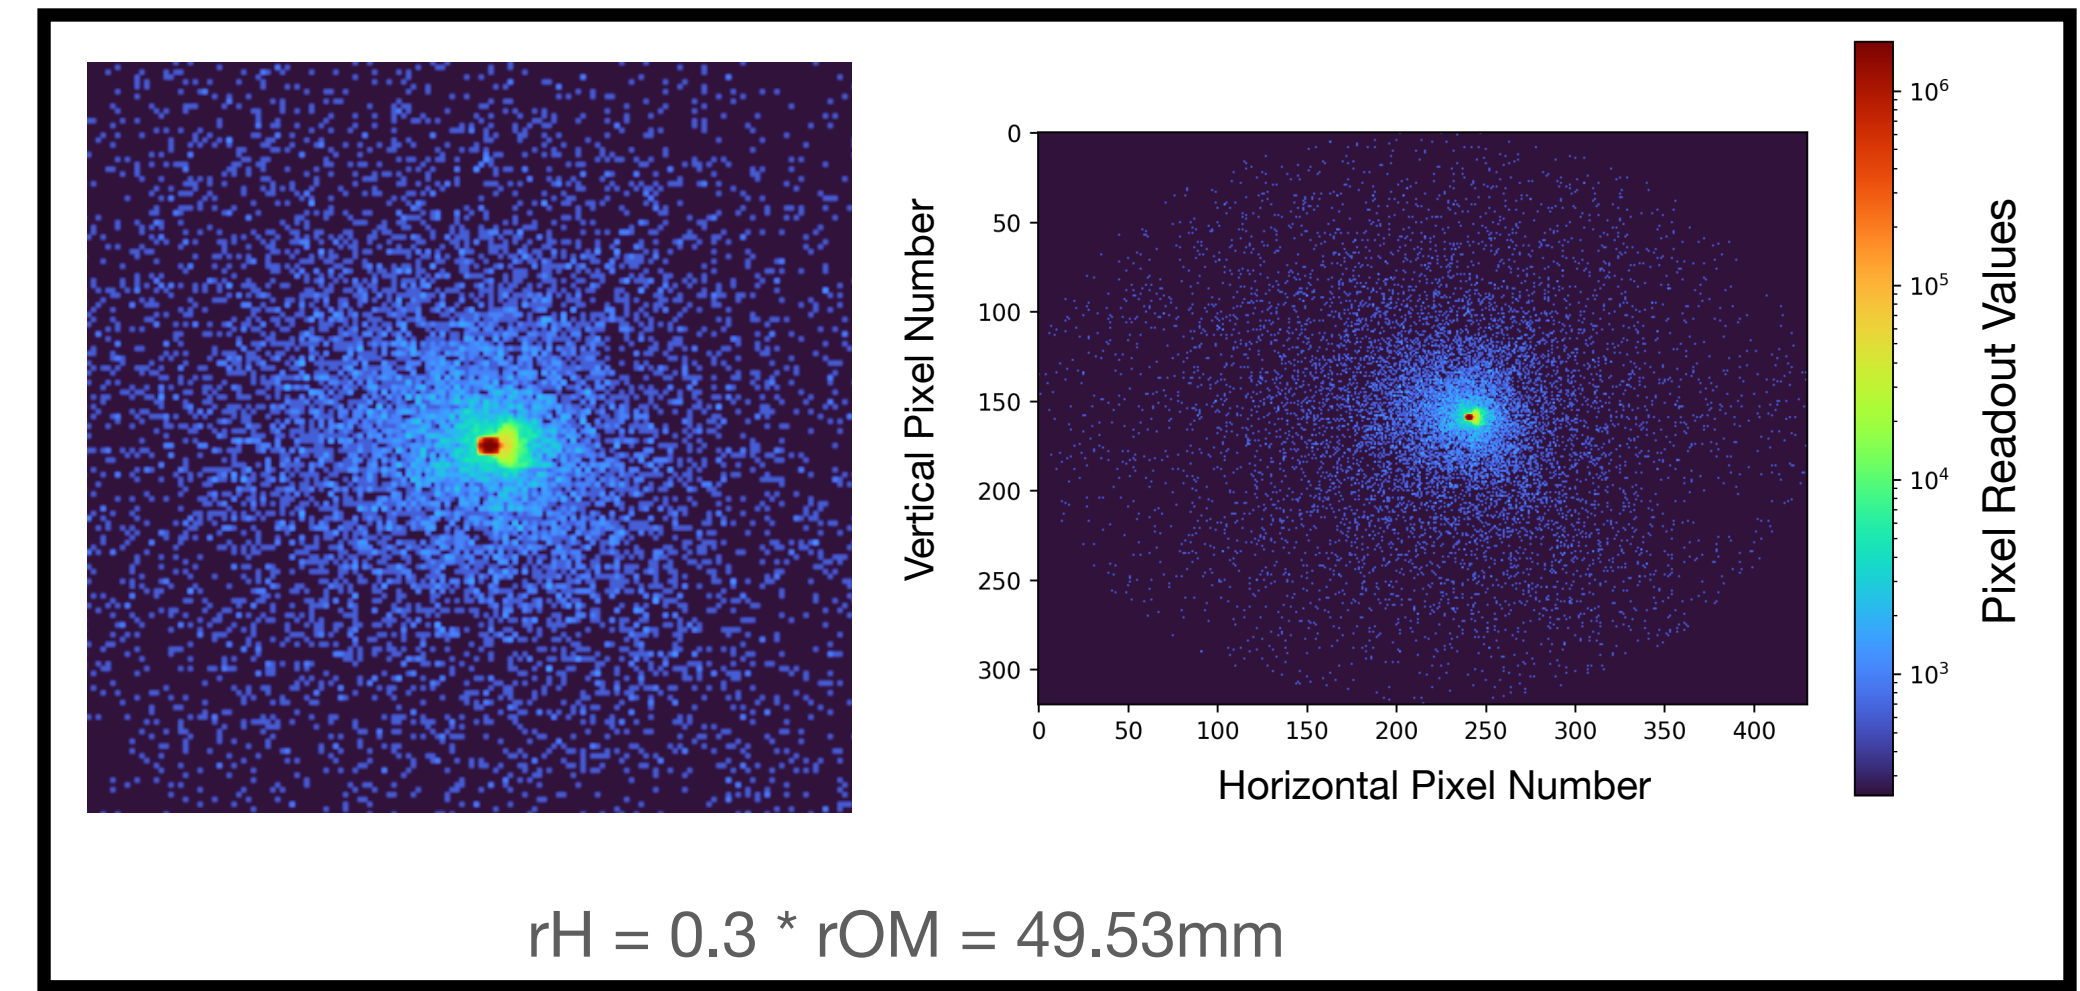 Vertical Pixel Number
0
50
100
150
200
250
300
0 50 100 150 200 250 300 350 400
Horizontal Pixel Number
10⁶
10⁵
10⁴
10³
Pixel Readout Values
rH = 0.3 * rOM = 49.53mm